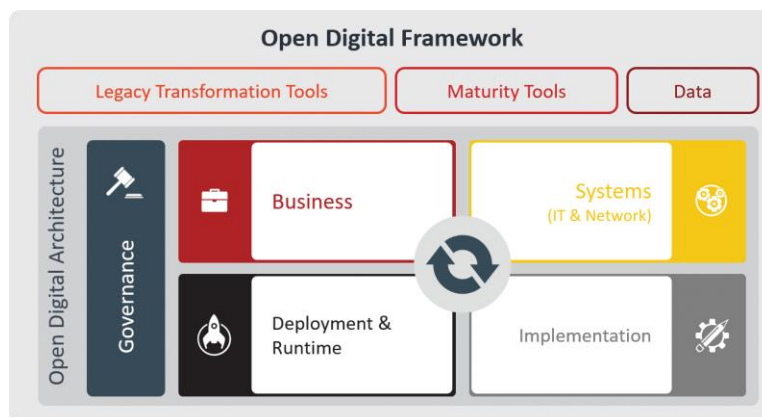 Open Digital Framework
Legacy Transformation Tools
Maturity Tools
Data
Open Digital Architecture
Governance
Business
Systems
(IT & Network)
Deployment &
Runtime
Implementation